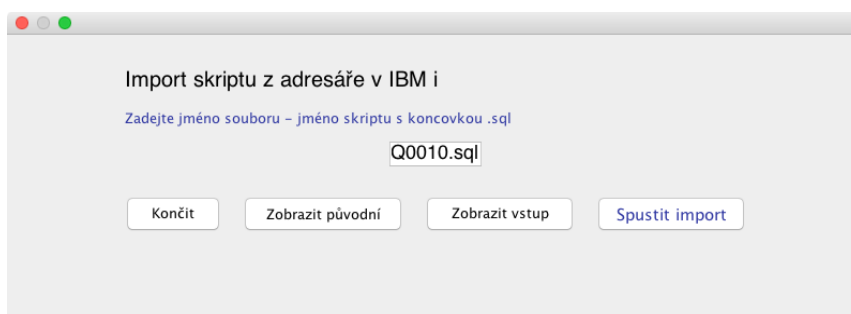 Import skriptu z adresáře v IBM i
Zadejte jméno souboru – jméno skriptu s koncovkou .sql
Q0010.sql
Končit Zobrazit původní Zobrazit vstup Spustit import